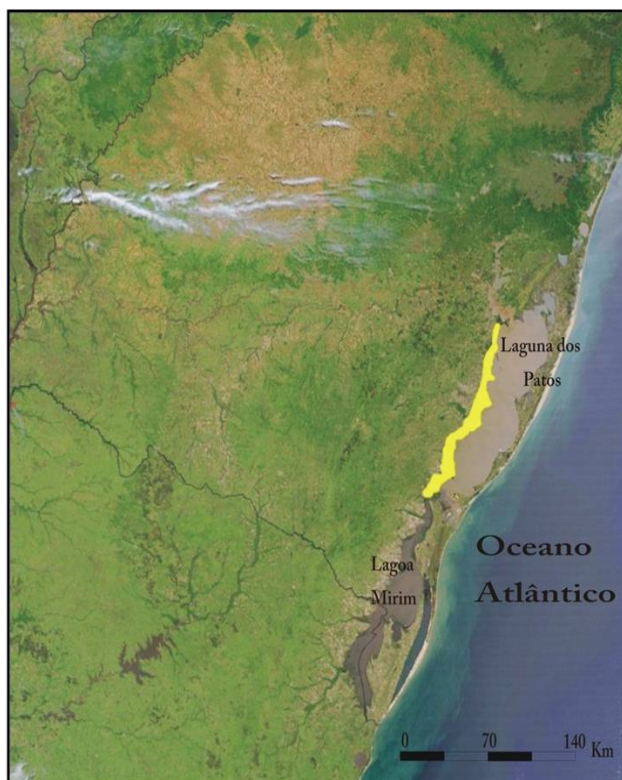 Laguna dos
Patos
Oceano
Atlântico
Lagoa
Mirim
0 70 140 Km